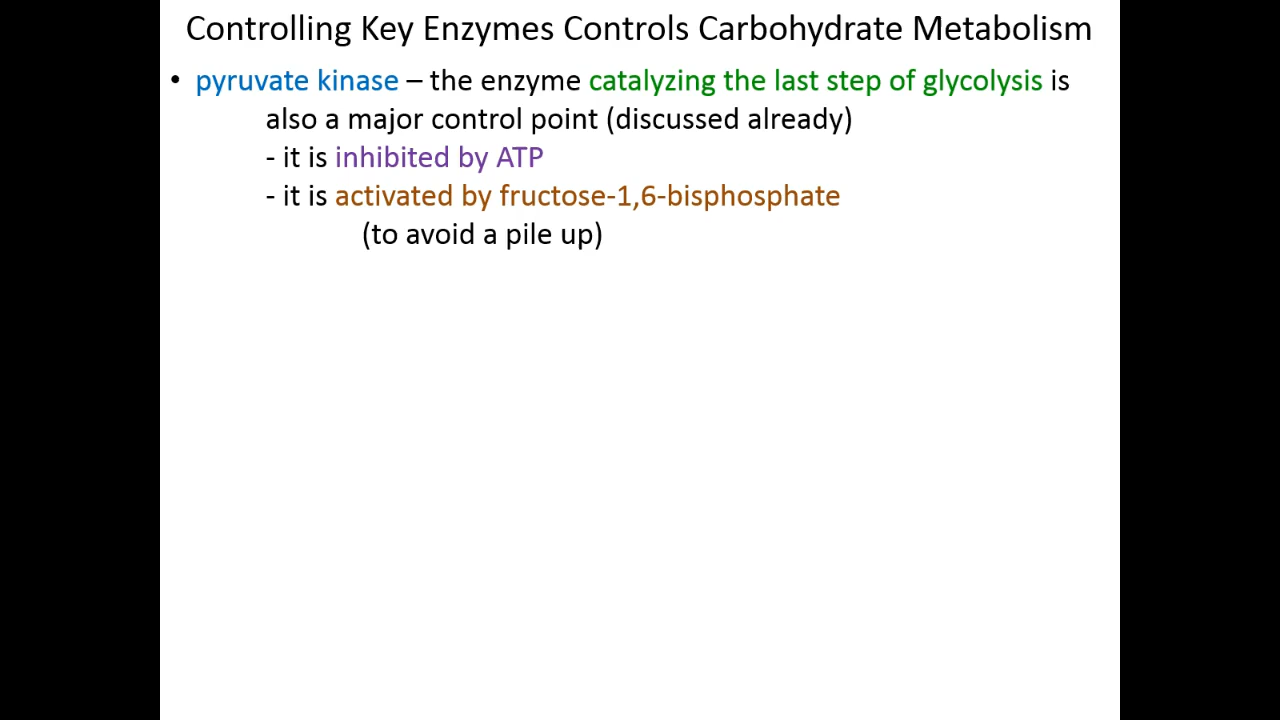 Controlling Key Enzymes Controls Carbohydrate Metabolism
• pyruvate kinase – the enzyme catalyzing the last step of glycolysis is
also a major control point (discussed already)
- it is inhibited by ATP
- it is activated by fructose-1,6-bisphosphate
(to avoid a pile up)